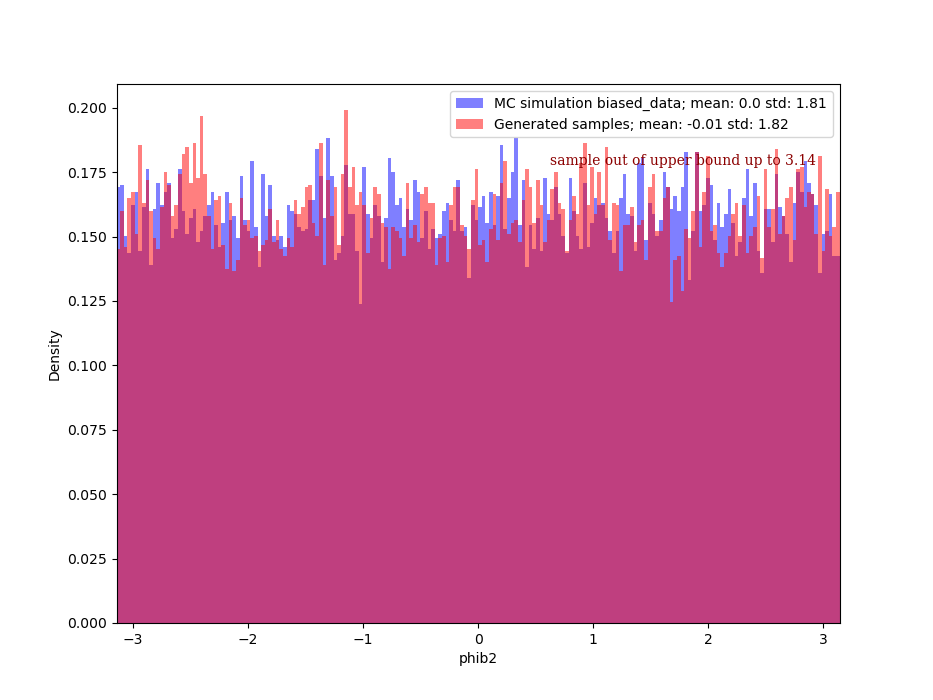 MC simulation biased_data; mean: 0.0 std: 1.81
Generated samples; mean: -0.01 std: 1.82
sample out of upper bound up to 3.14
0.200
0.175
0.150
0.125
0.100
0.075
0.050
0.025
0.000
Density
−3 −2 −1 0 1 2 3
phib2